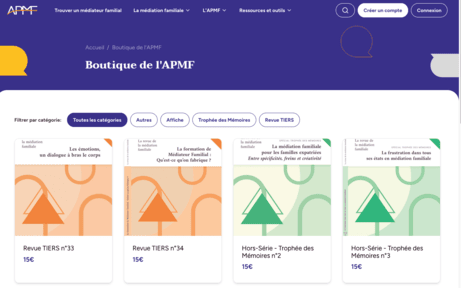 APMF
Trouver un médiateur familial
La médiation familiale
L'APMF
Ressources et outils
Créer un compte
Connexion
Accueil / Boutique de l'APMF
Boutique de l'APMF
Filtrer par catégorie:
Toutes les catégories
Autres
Affiche
Trophée des Mémoires
Revue TIERS
la médiation
familiale
Les émotions,
un dialogue à bras le corps
La revue de
la médiation
familiale
La formation de
Médiateur Familial :
Qu'est-ce qu'on fabrique ?
la médiation
familiale
La médiation familiale
pour les familles expatriées
Entre spécificités, freins et créativité
La revue de
la médiation
familiale
La frustration dans tous
ses états en médiation familiale
Revue TIERS n°33
15€
Revue TIERS n°34
15€
Hors-Série - Trophée des
Mémoires n°2
15€
Hors-Série - Trophée des
Mémoires n°3
15€